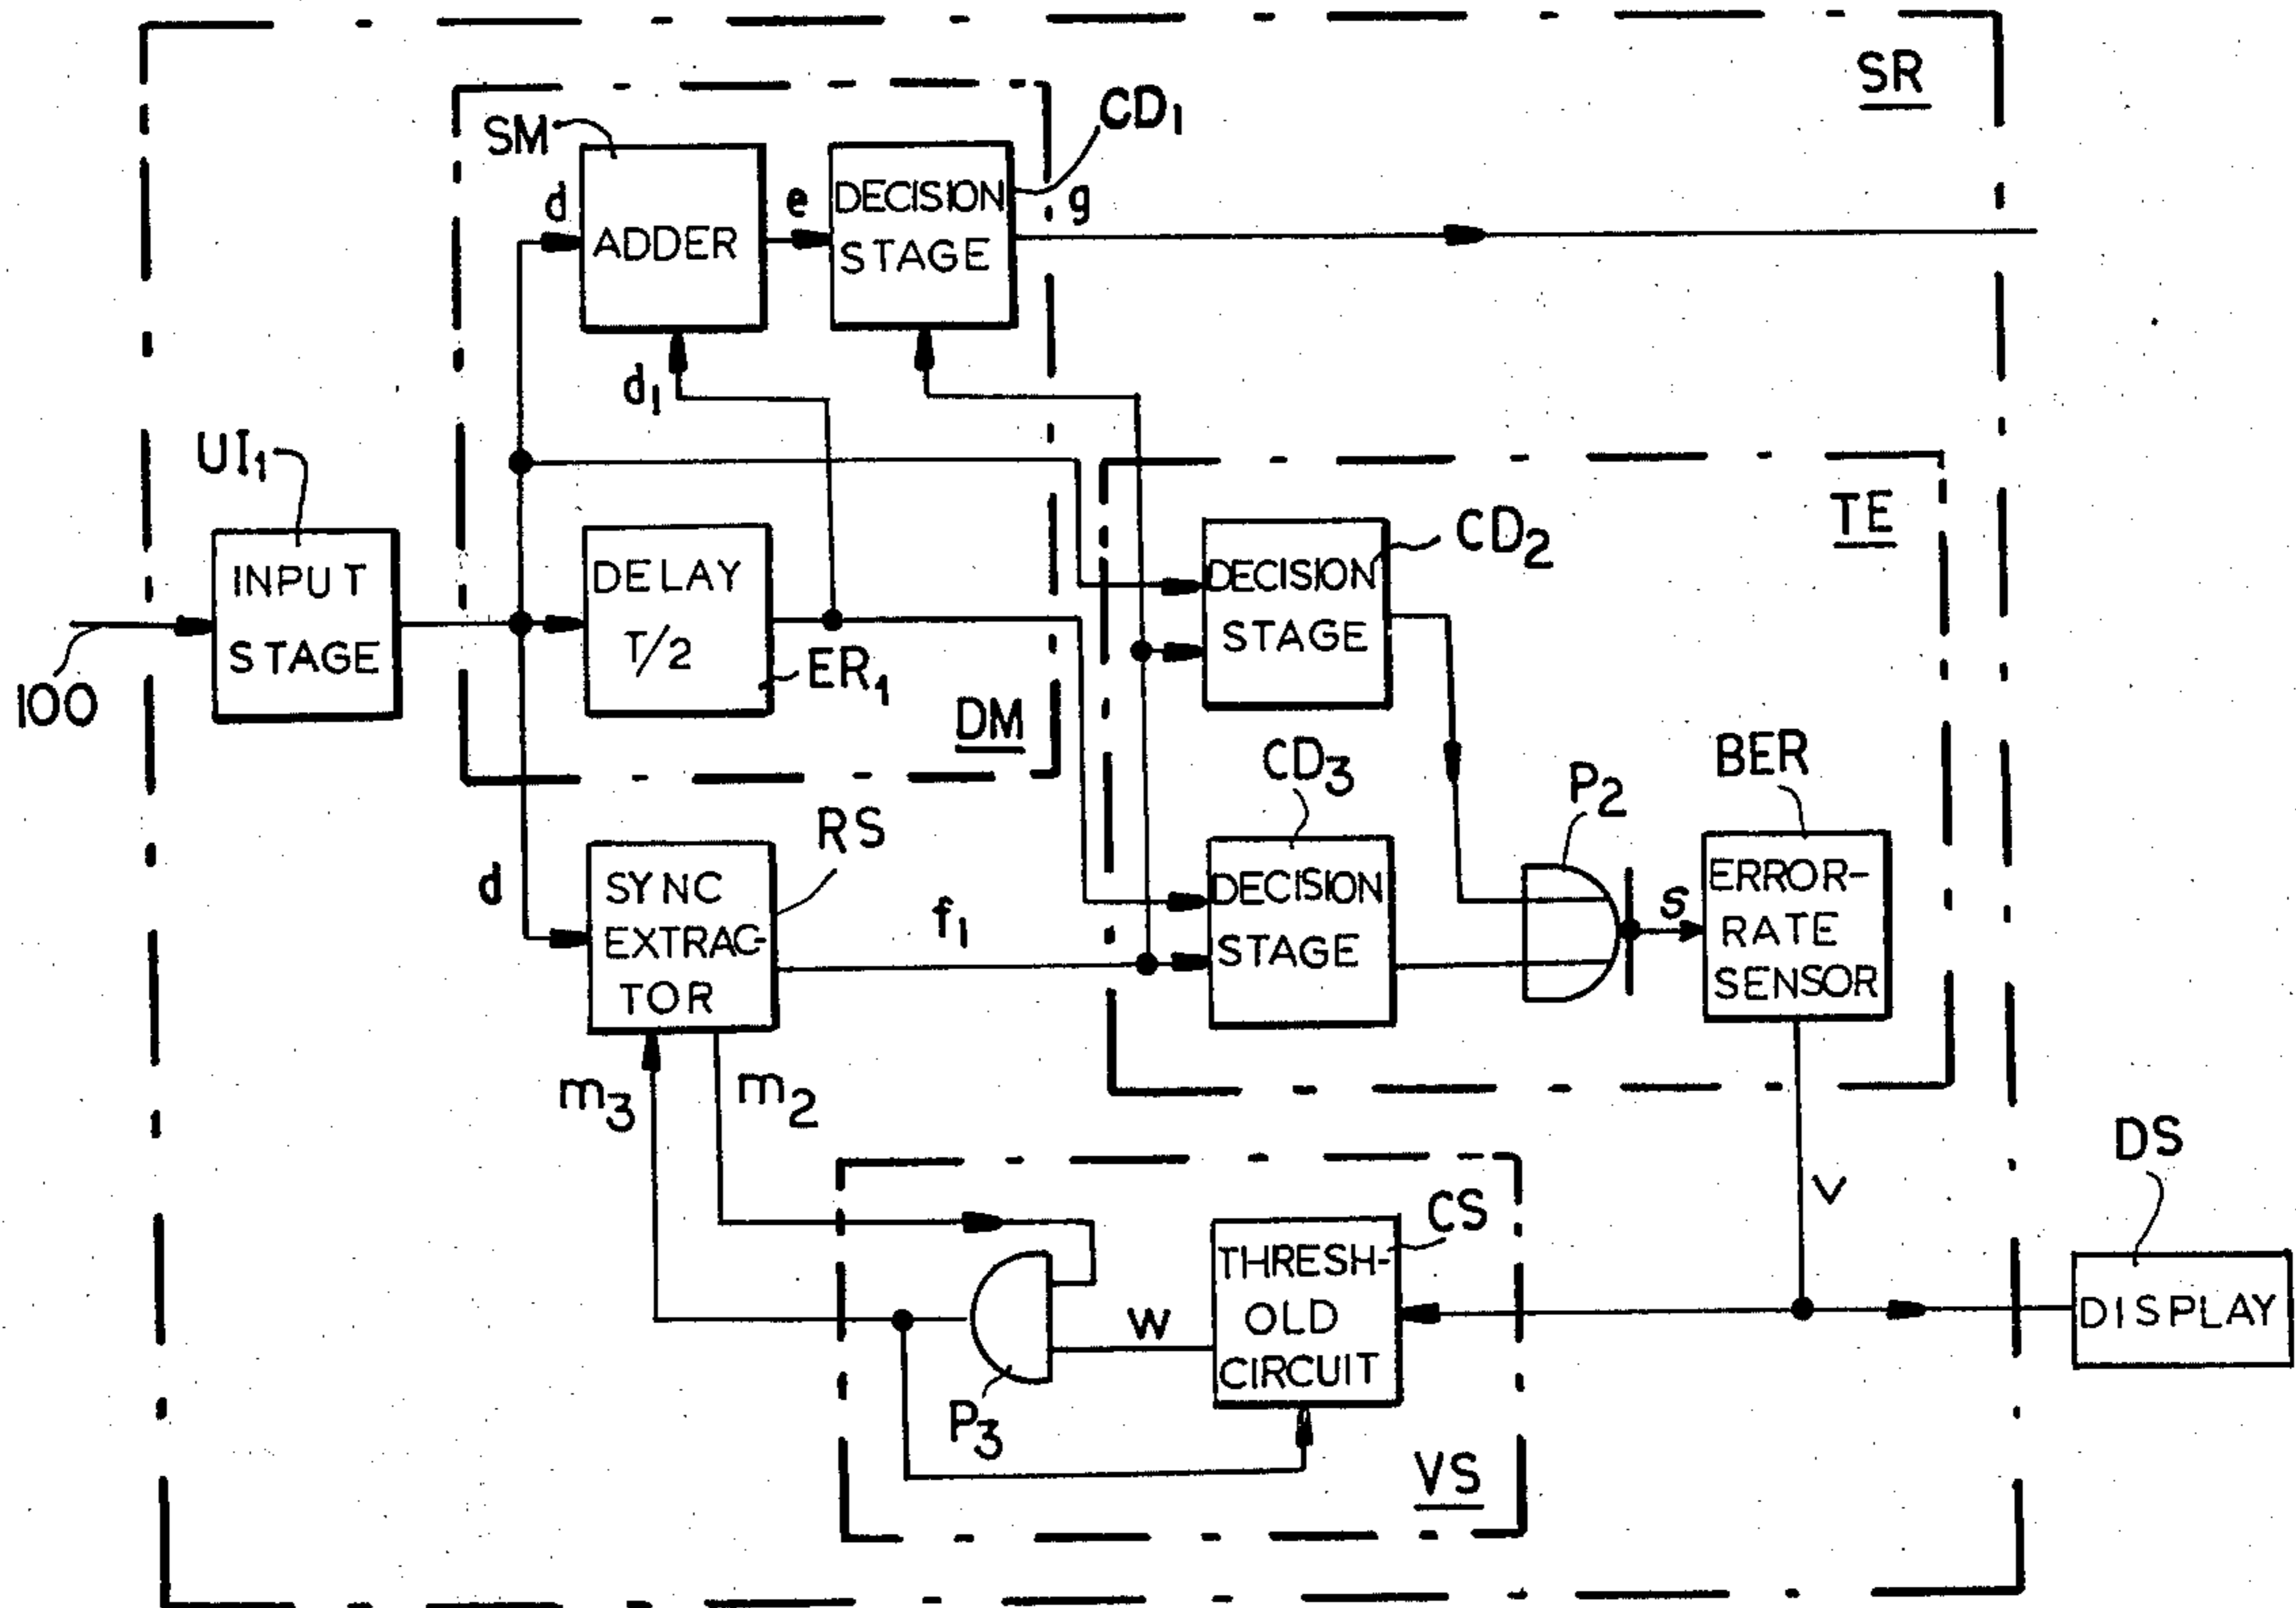 SR
SM
CD1
d
ADDER
e
DECISION
STAGE
g
d1
UI1
INPUT
STAGE
100
DELAY
T/2
ER1
DM
TE
DECISION
STAGE
CD2
CD3
DECISION
STAGE
P2
BER
S
ERROR-
RATE
SENSOR
d
SYNC
EXTRAC-
TOR
RS
f1
m3
m2
V
DS
DISPLAY
CS
THRESH-
OLD
CIRCUIT
W
P3
VS